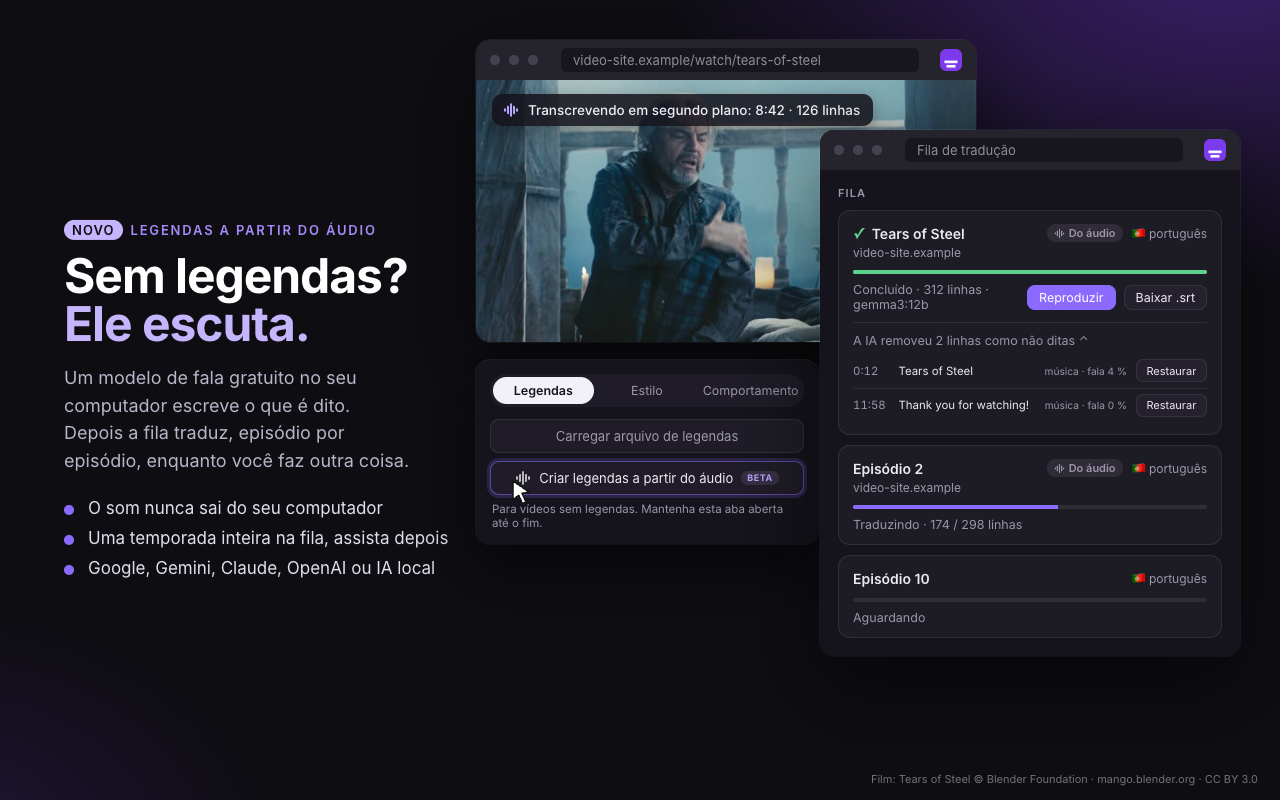 NOVO LEGENDAS A PARTIR DO ÁUDIO
Sem legendas?
Ele escuta.
Um modelo de fala gratuito no seu
computador escreve o que é dito.
Depois a fila traduz, episódio por
episódio, enquanto você faz outra coisa.
O som nunca sai do seu computador
Uma temporada inteira na fila, assista depois
Google, Gemini, Claude, OpenAI ou IA local
video-site.example/watch/tears-of-steel
Transcrevendo em segundo plano: 8:42 · 126 linhas
Legendas Estilo Comportamento
Carregar arquivo de legendas
Criar legendas a partir do áudio BETA
Para vídeos sem legendas. Mantenha esta aba aberta
até o fim.
Fila de tradução
FILA
✓ Tears of Steel Do áudio português
video-site.example
Concluído · 312 linhas ·
gemma3:12b
Reproduzir Baixar .srt
A IA removeu 2 linhas como não ditas ^
0:12 Tears of Steel música · fala 4 % Restaurar
11:58 Thank you for watching! música · fala 0 % Restaurar
Episódio 2 Do áudio português
video-site.example
Traduzindo · 174 / 298 linhas
Episódio 10 português
Aguardando
Film: Tears of Steel © Blender Foundation · mango.blender.org · CC BY 3.0